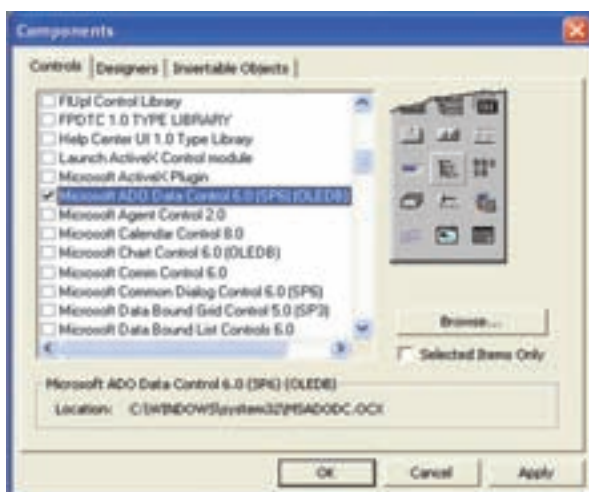 Components
Controls Designers Insertable Objects
FlUpl Control Library
FPDTC 1.0 TYPE LIBRARY
Help Center UI 1.0 Type Library
Launch ActiveX Control module
Microsoft ActiveX Plugin
Microsoft ADO Data Control 6.0 (SP6) (OLEDB)
Microsoft Agent Control 2.0
Microsoft Calendar Control 8.0
Microsoft Chart Control 6.0 (OLEDB)
Microsoft Comm Control 6.0
Microsoft Common Dialog Control 6.0 (SP6)
Microsoft Data Bound Grid Control 5.0 (SP3)
Microsoft Data Bound List Controls 6.0
Browse...
Selected Items Only
Microsoft ADO Data Control 6.0 (SP6) (OLEDB)
Location: C:\WINDOWS\system32\MSADODC.OCX
OK Cancel Apply